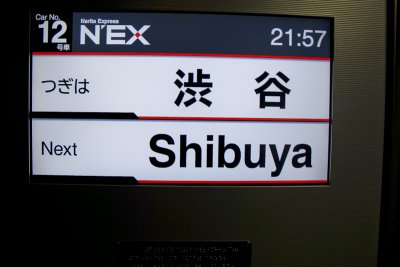 Car No.
12
号車
Narita Express
N'EX
21:57
つぎは
渋谷
Next
Shibuya